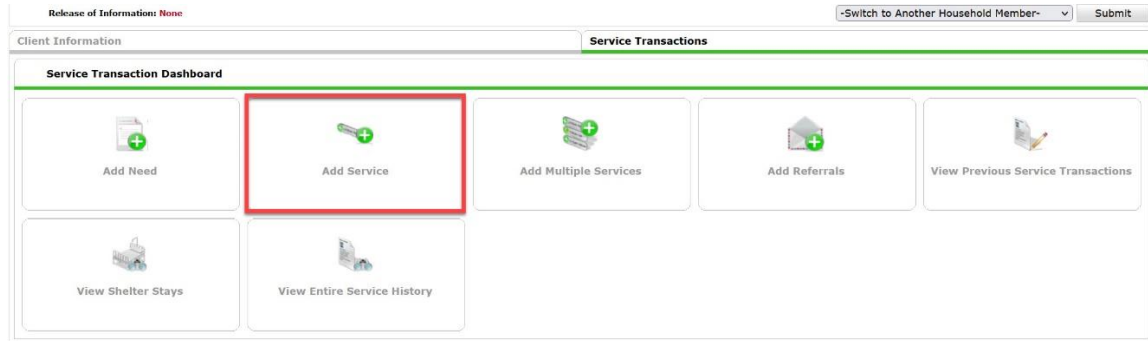 Release of Information: None
-Switch to Another Household Member-
Submit
Client Information
Service Transactions
Service Transaction Dashboard
Add Need
Add Service
Add Multiple Services
Add Referrals
View Previous Service Transactions
View Shelter Stays
View Entire Service History